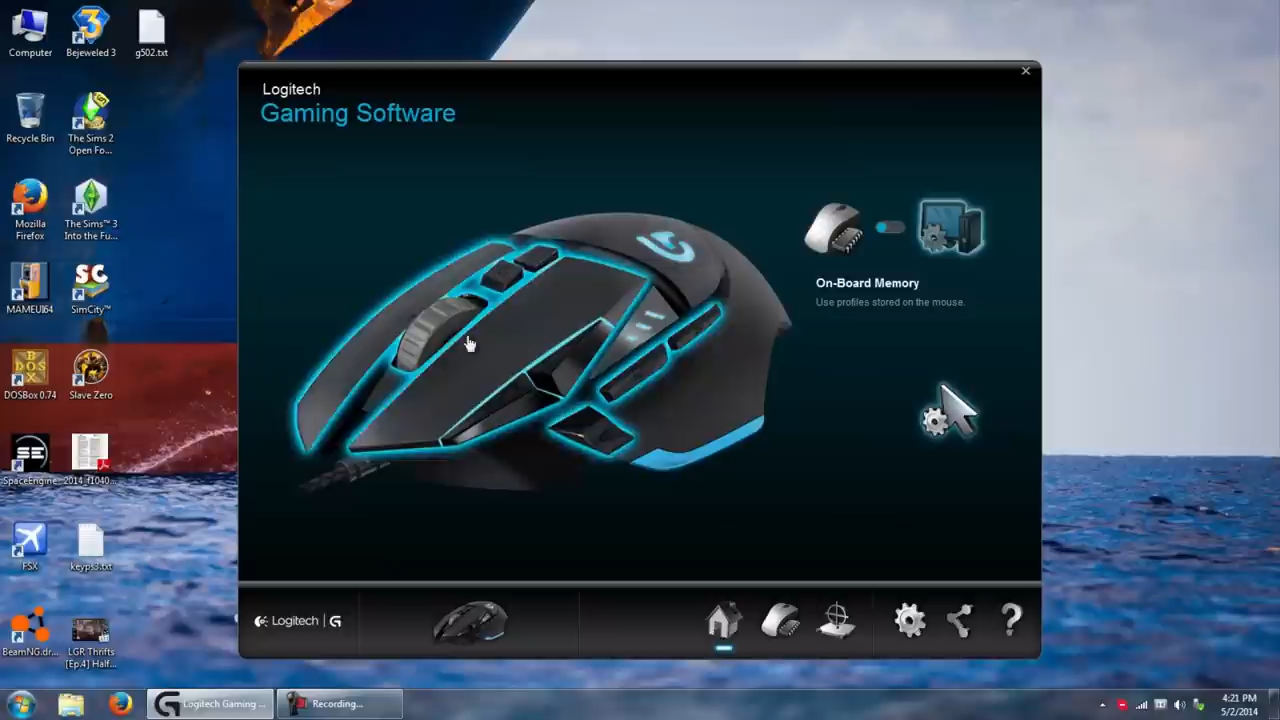 Computer
Bejeweled 3
g502.txt
Recycle Bin
The Sims 2
Open Fo...
Mozilla
Firefox
The Sims™ 3
Into the Fu...
MAMEUI64
SC
SimCity™
DOSBox 0.74
Slave Zero
SE
SpaceEngine
2014_f1040...
FSX
keyps3.txt
BeamNG.dr...
LGR Thrifts
[Ep.4] Half...
Logitech
Gaming Software
On-Board Memory
Use profiles stored on the mouse.
Logitech | G
Logitech Gaming ...
Recording...
4:21 PM
5/2/2014